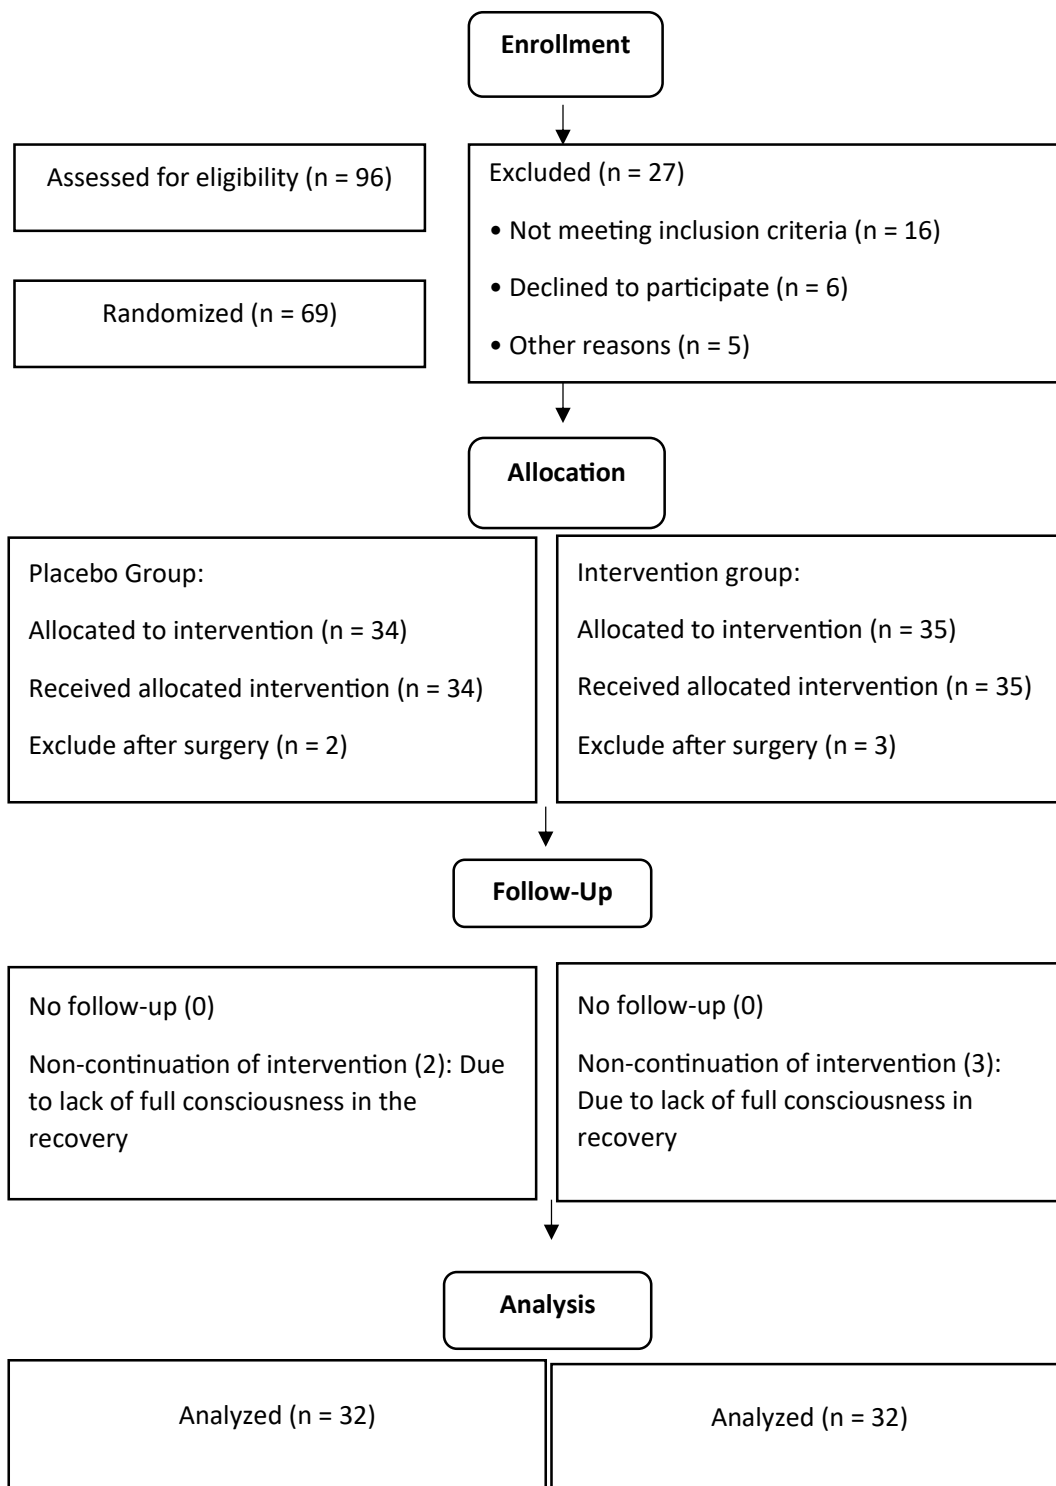 Enrollment
Assessed for eligibility (n = 96)
Randomized (n = 69)
Excluded (n = 27)
• Not meeting inclusion criteria (n = 16)
• Declined to participate (n = 6)
• Other reasons (n = 5)
Allocation
Placebo Group:
Allocated to intervention (n = 34)
Received allocated intervention (n = 34)
Exclude after surgery (n = 2)
Intervention group:
Allocated to intervention (n = 35)
Received allocated intervention (n = 35)
Exclude after surgery (n = 3)
Follow-Up
No follow-up (0)
Non-continuation of intervention (2): Due
to lack of full consciousness in the
recovery
No follow-up (0)
Non-continuation of intervention (3):
Due to lack of full consciousness in
recovery
Analysis
Analyzed (n = 32)
Analyzed (n = 32)